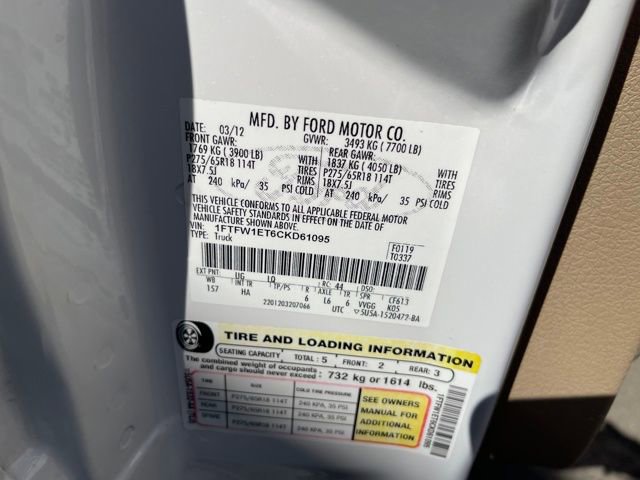 MFD. BY FORD MOTOR CO.
DATE: 03/12 GVWR: 3493 KG ( 7700 LB)
FRONT GAWR: REAR GAWR:
1769 KG ( 3900 LB) WITH 1837 KG ( 4050 LB) WITH
P275/65R18 114T TIRES P275/65R18 114T TIRES
18X7.5J RIMS 18X7.5J RIMS
AT 240 kPa/ 35 PSI COLD AT 240 kPa/ 35 PSI COLD
THIS VEHICLE CONFORMS TO ALL APPLICABLE FEDERAL MOTOR
VEHICLE SAFETY STANDARDS IN EFFECT ON THE DATE OF
MANUFACTURE SHOWN ABOVE.
VIN: 1FTFW1ET6CKD61095
TYPE: Truck
F0119
T0337
EXT PNT: UG LQ RC: 44 DSO:
WB INT TR TP/PS R AXLE TR SPR CF613
157 HA 6 L6 6 VVGG K05
2201203207066 UTC 5U5A-1520472-BA
TIRE AND LOADING INFORMATION
SEATING CAPACITY TOTAL : 5 FRONT: 2 REAR: 3
The combined weight of occupants
and cargo should never exceed : 732 kg or 1614 lbs.
TIRE SIZE COLD TIRE PRESSURE
FRONT P275/65R18 114T 240 KPA, 35 PSI
REAR P275/65R18 114T 240 KPA, 35 PSI
SPARE P275/65R18 114T 240 KPA, 35 PSI
SEE OWNERS
MANUAL FOR
ADDITIONAL
INFORMATION
1FTFW1ET6CKD61095